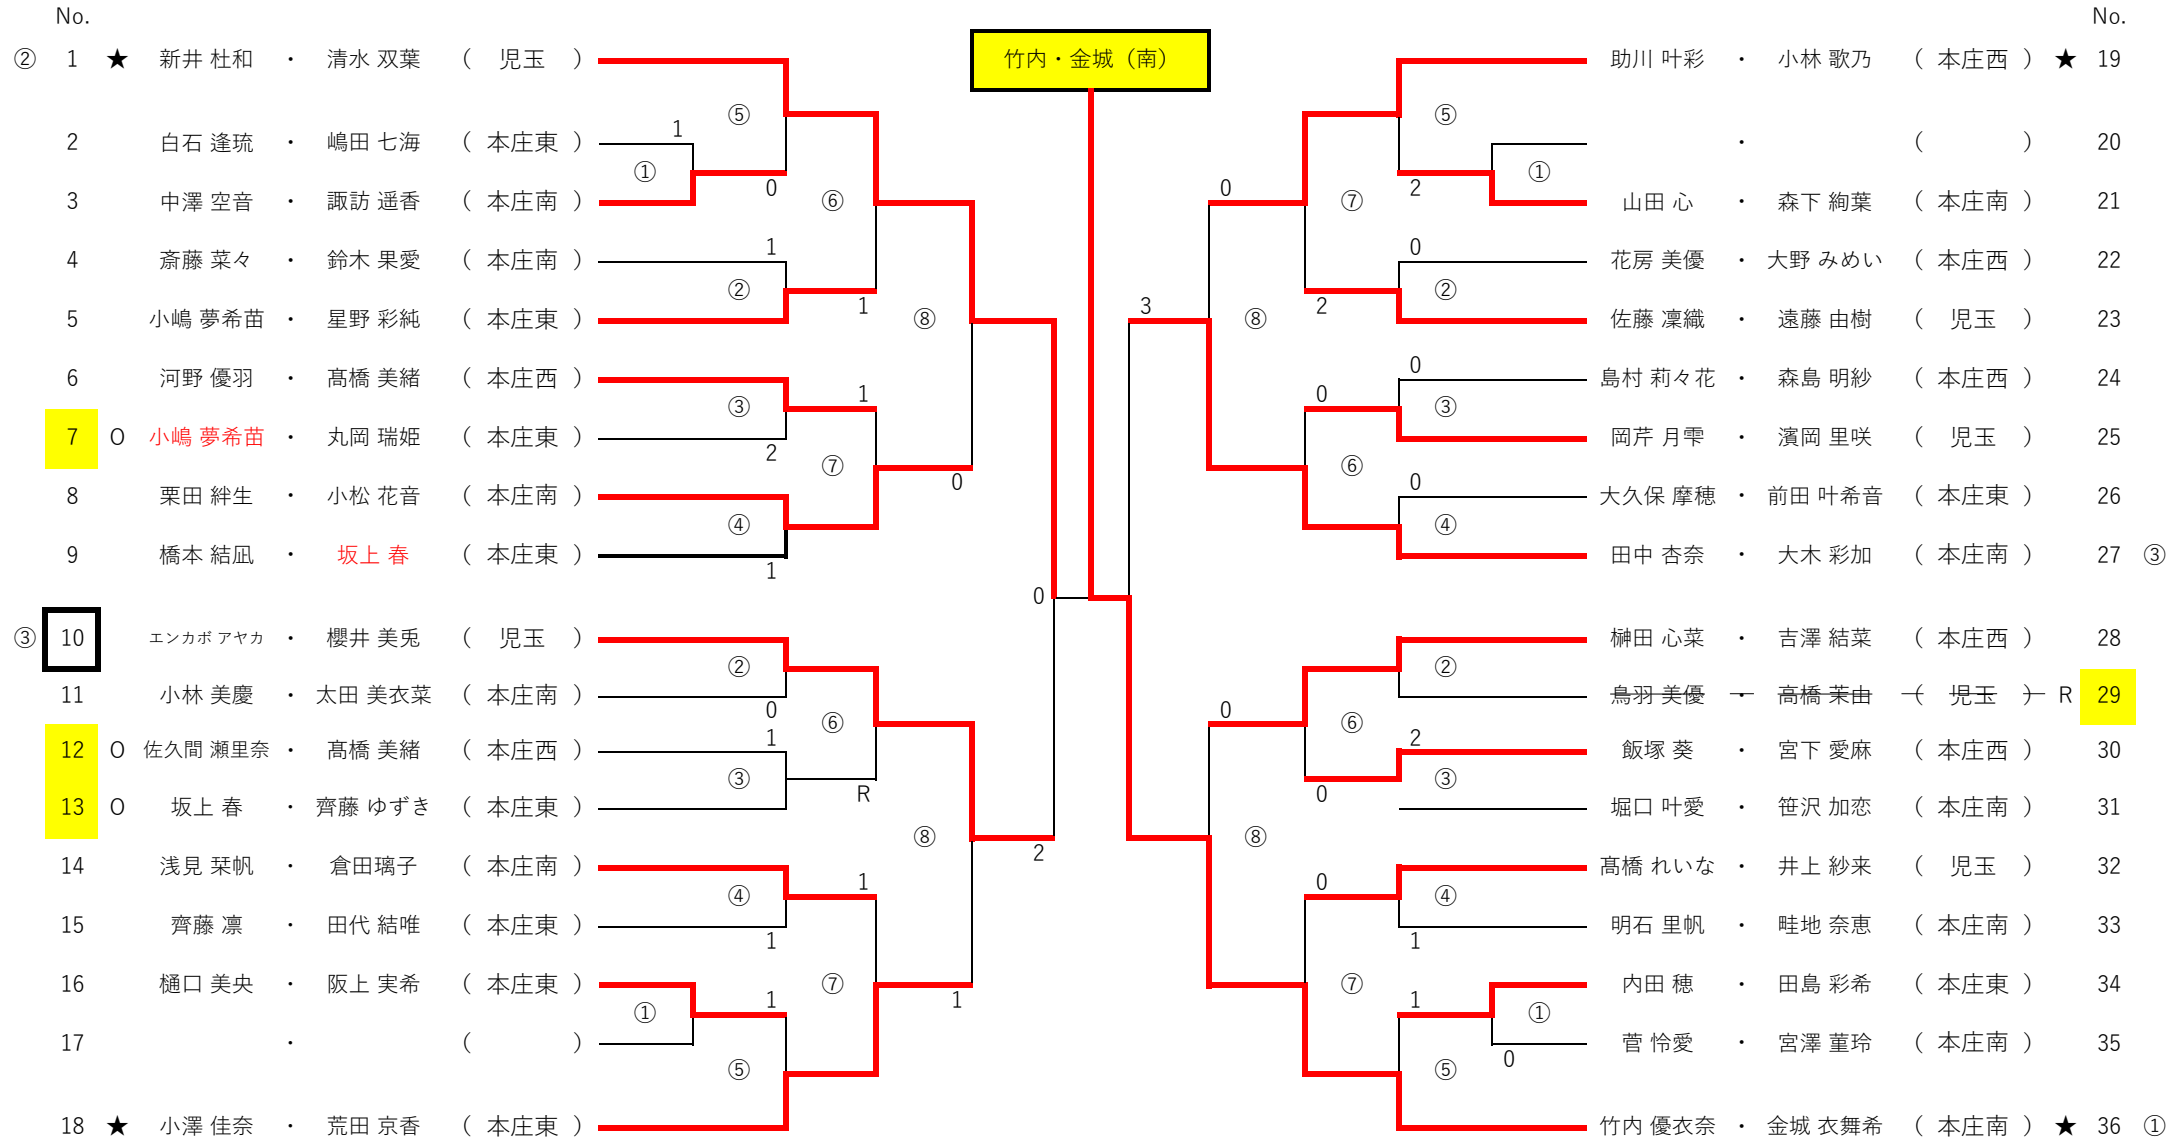 No.
② 1 ★ 新井 杜和 ・ 清水 双葉 ( 児玉 )
⑤
2 白石 逢琉 ・ 嶋田 七海 ( 本庄東 ) 1
①
3 中澤 空音 ・ 諏訪 遥香 ( 本庄南 ) 0
⑥
4 斎藤 菜々 ・ 鈴木 果愛 ( 本庄南 ) 1
②
5 小嶋 夢希苗 ・ 星野 彩純 ( 本庄東 ) 1
⑧
6 河野 優羽 ・ 髙橋 美緒 ( 本庄西 ) 1
③
7 O 小嶋 夢希苗 ・ 丸岡 瑞姫 ( 本庄東 ) 2
⑦
0
8 栗田 絆生 ・ 小松 花音 ( 本庄南 )
④
9 橋本 結凪 ・ 坂上 春 ( 本庄東 ) 1
0
③ 10 エンカボ アヤカ ・ 櫻井 美兎 ( 児玉 )
②
11 小林 美慶 ・ 太田 美衣菜 ( 本庄南 ) 0
⑥
12 O 佐久間 瀬里奈 ・ 髙橋 美緒 ( 本庄西 ) 1
③
R
13 O 坂上 春 ・ 齊藤 ゆずき ( 本庄東 )
⑧
2
14 浅見 栞帆 ・ 倉田璃子 ( 本庄南 ) 1
④
15 齊藤 凛 ・ 田代 結唯 ( 本庄東 ) 1
⑦
16 樋口 美央 ・ 阪上 実希 ( 本庄東 ) 1
①
1
17 ・ ( )
⑤
18 ★ 小澤 佳奈 ・ 荒田 京香 ( 本庄東 )
竹内・金城（南）
No.
助川 叶彩 ・ 小林 歌乃 ( 本庄西 ) ★ 19
⑤
・ ( ) 20
①
0 ⑦ 2
山田 心 ・ 森下 絢葉 ( 本庄南 ) 21
0 花房 美優 ・ 大野 みめい ( 本庄西 ) 22
②
3 2
⑧
佐藤 凜織 ・ 遠藤 由樹 ( 児玉 ) 23
0 島村 莉々花 ・ 森島 明紗 ( 本庄西 ) 24
0 ③
岡芹 月雫 ・ 濱岡 里咲 ( 児玉 ) 25
⑥
0 大久保 摩穂 ・ 前田 叶希音 ( 本庄東 ) 26
④
田中 杏奈 ・ 大木 彩加 ( 本庄南 ) 27 ③
榊田 心菜 ・ 吉澤 結菜 ( 本庄西 ) 28
②
鳥羽 美優 ・ 高橋 茉由 ( 児玉 ) R 29
0 ⑥
2 飯塚 葵 ・ 宮下 愛麻 ( 本庄西 ) 30
③
0
堀口 叶愛 ・ 笹沢 加恋 ( 本庄南 ) 31
⑧
0 髙橋 れいな ・ 井上 紗来 ( 児玉 ) 32
④
1 明石 里帆 ・ 畦地 奈恵 ( 本庄南 ) 33
⑦
1 内田 穂 ・ 田島 彩希 ( 本庄東 ) 34
①
0 菅 怜愛 ・ 宮澤 菫玲 ( 本庄南 ) 35
⑤
竹内 優衣奈 ・ 金城 衣舞希 ( 本庄南 ) ★ 36 ①